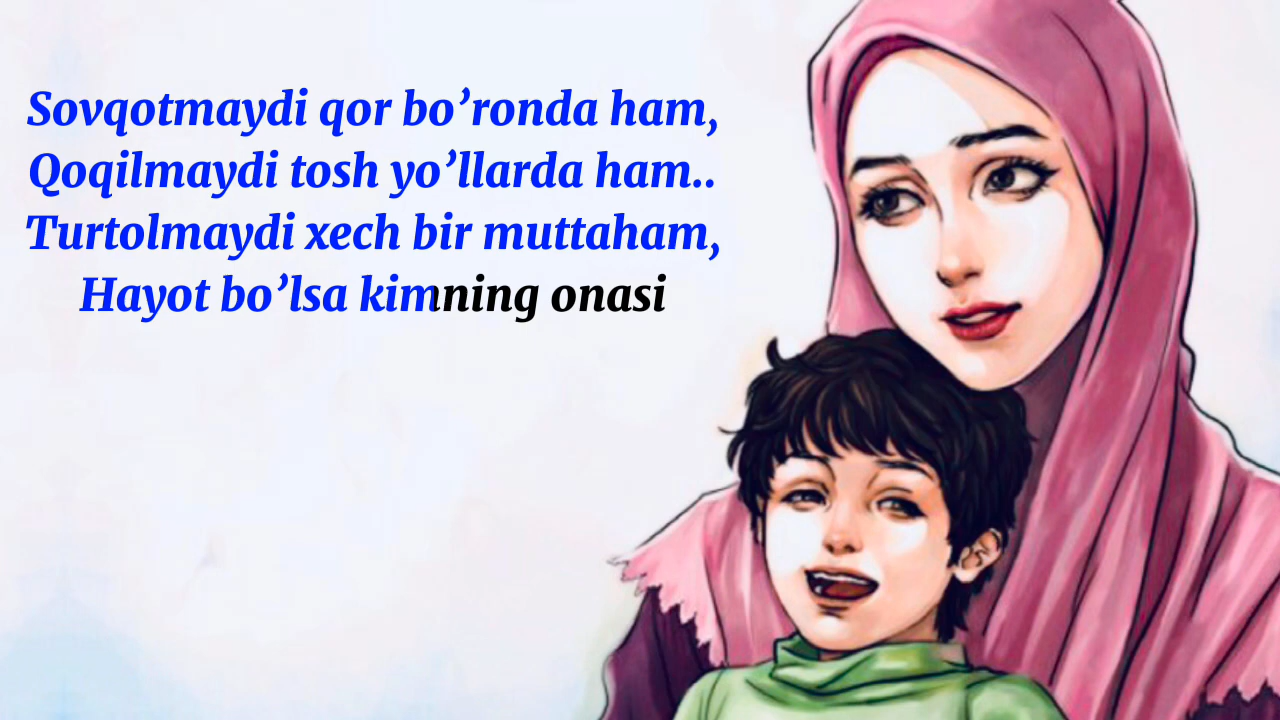 Sovqotmaydi qor bo’ronda ham,
Qoqilmaydi tosh yo’llarda ham..
Turtolmaydi xech bir muttaham,
Hayot bo’lsa kimning onasi